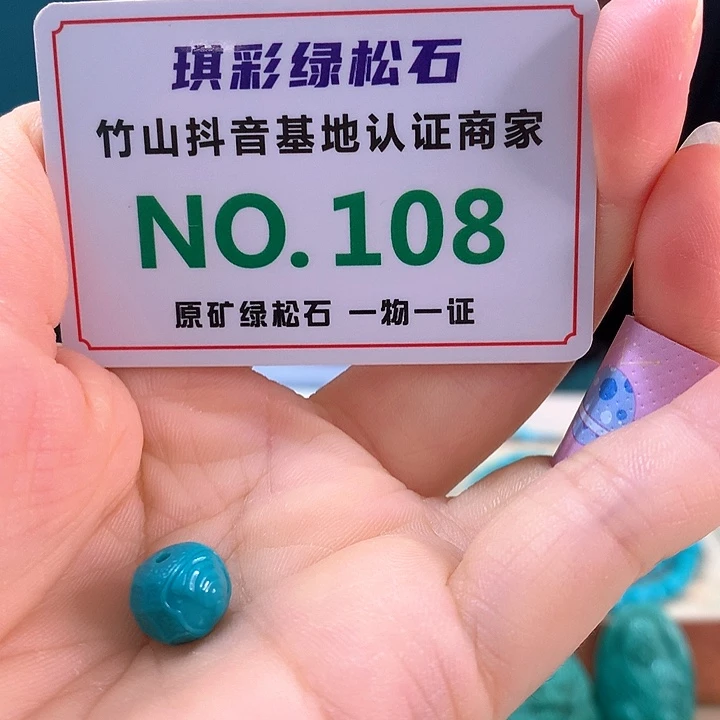 琪彩绿松石
竹山抖音基地认证商家
NO.108
原矿绿松石 一物一证